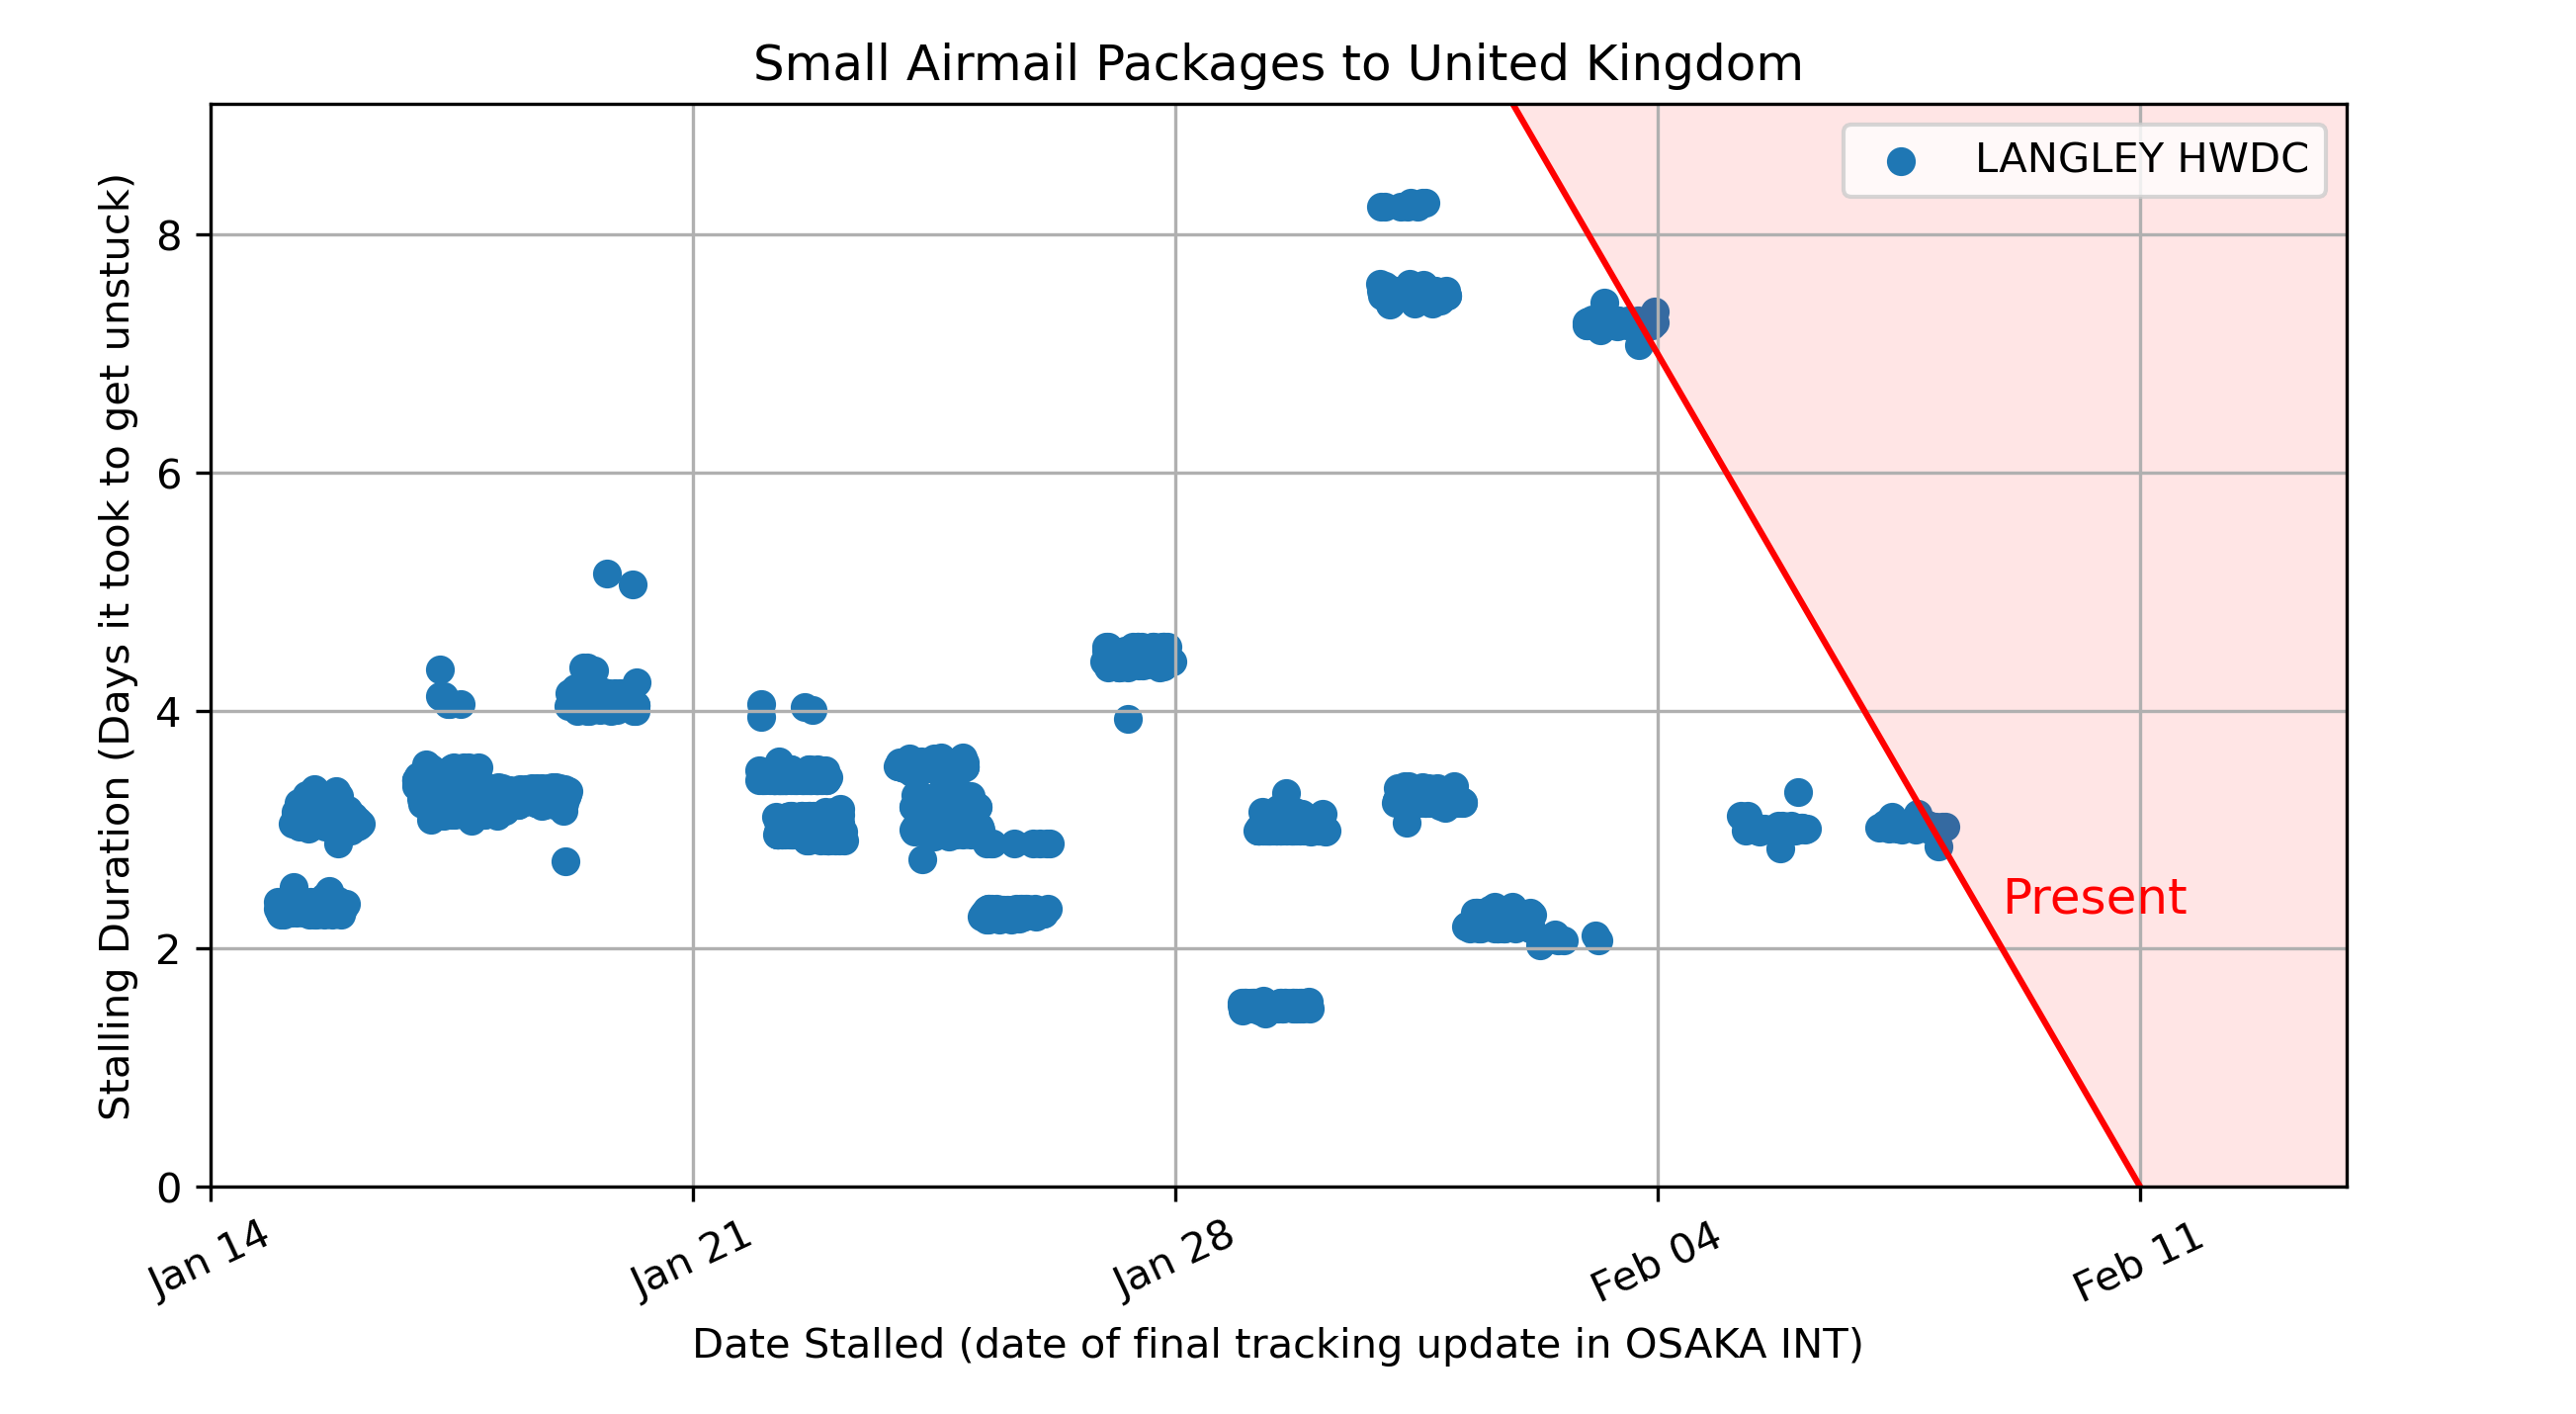 Small Airmail Packages to United Kingdom
LANGLEY HWDC
Stalling Duration (Days it took to get unstuck)
8
6
4
2
0
Present
Jan 14
Jan 21
Jan 28
Feb 04
Feb 11
Date Stalled (date of final tracking update in OSAKA INT)